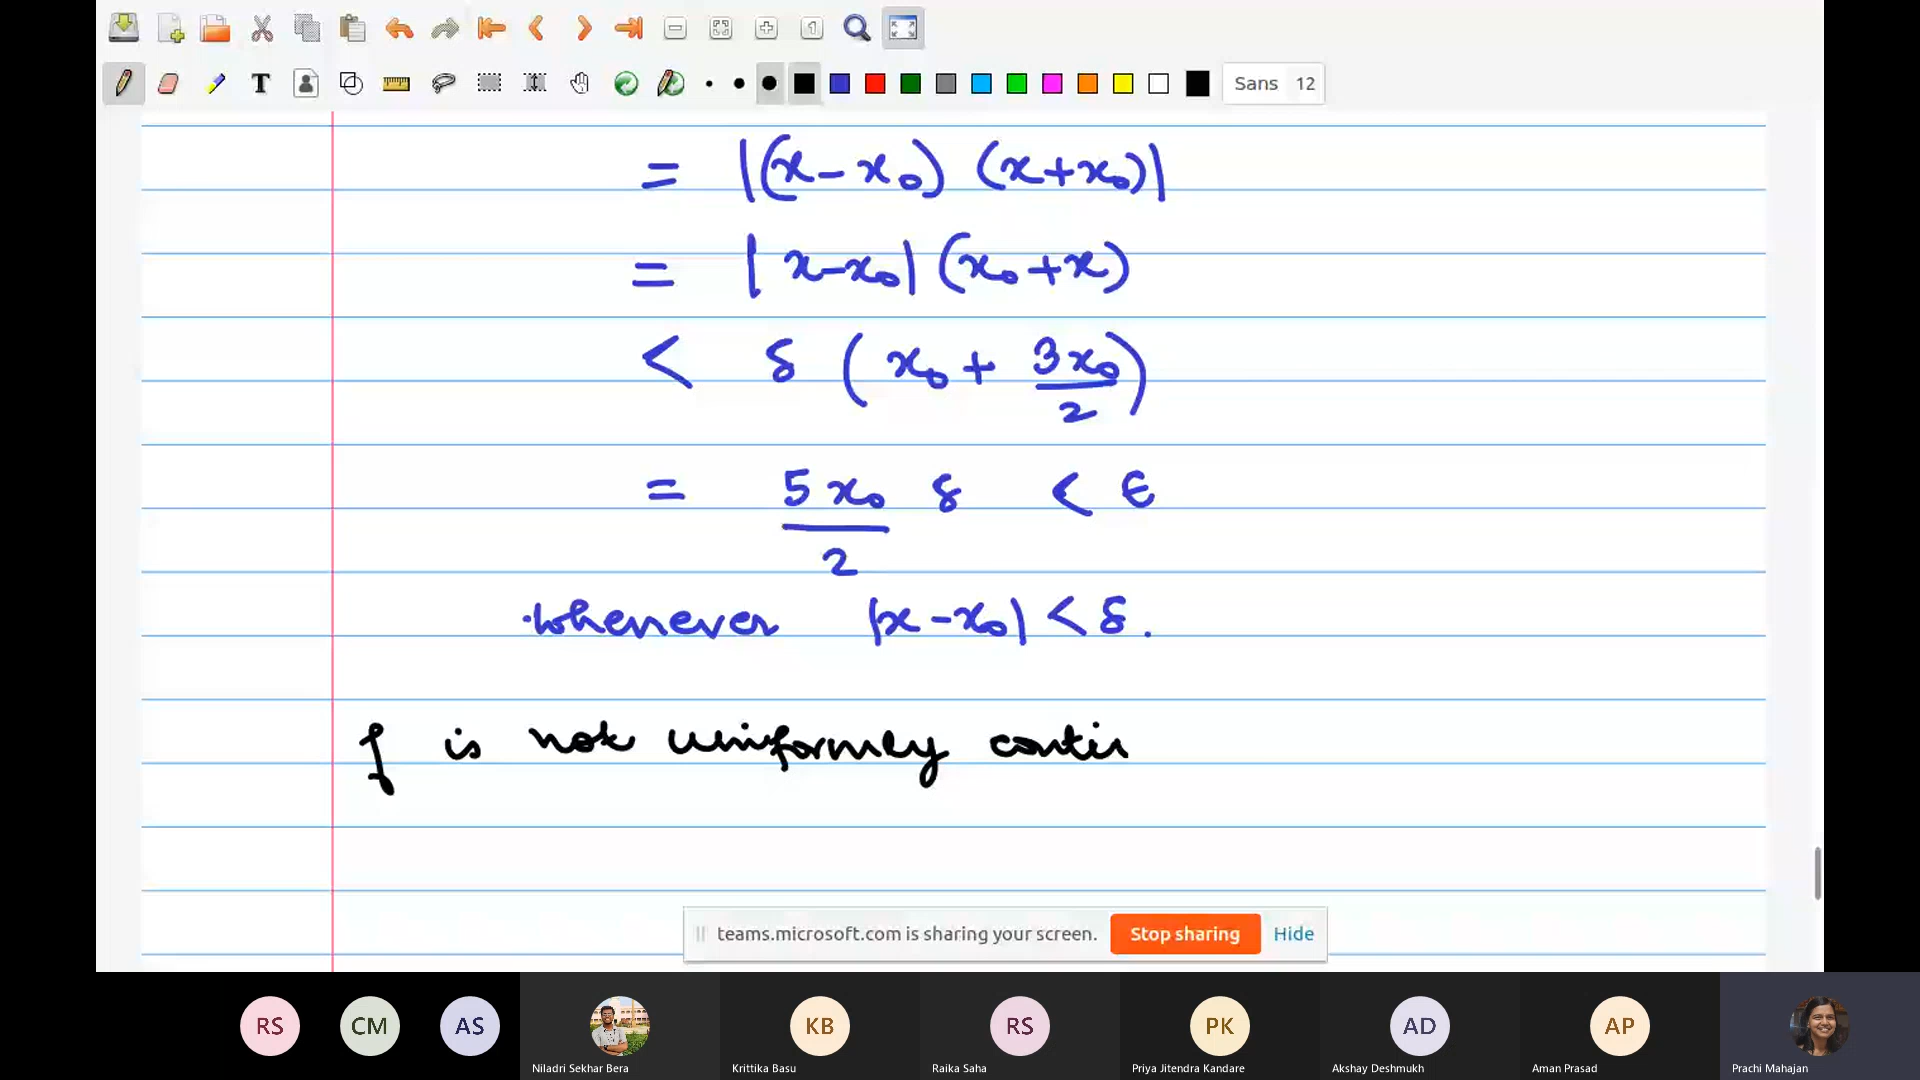 Sans 12
= |(x-x₀) (x+x₀)|
= |x-x₀| (x₀+x)
< δ (x₀ + 3x₀/2)
= 5x₀/2 δ < ϵ
whenever |x-x₀| < δ.
f is not uniformly contin
teams.microsoft.com is sharing your screen. Stop sharing Hide
RS CM AS KB RS PK AD AP
Niladri Sekhar Bera Krittika Basu Raika Saha Priya Jitendra Kandare Akshay Deshmukh Aman Prasad Prachi Mahajan